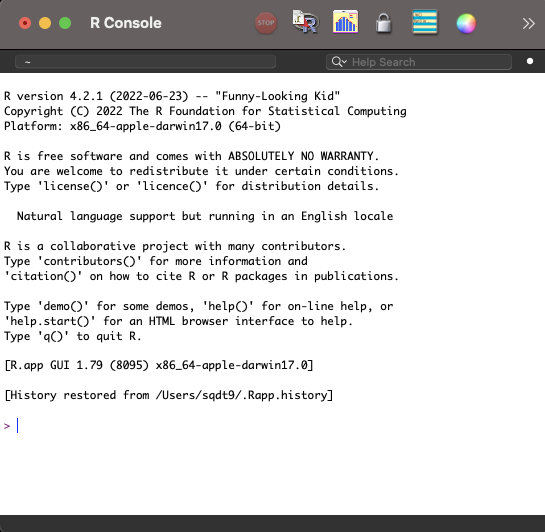 R Console
STOP
~
Help Search
R version 4.2.1 (2022-06-23) -- "Funny-Looking Kid"
Copyright (C) 2022 The R Foundation for Statistical Computing
Platform: x86_64-apple-darwin17.0 (64-bit)
R is free software and comes with ABSOLUTELY NO WARRANTY.
You are welcome to redistribute it under certain conditions.
Type 'license()' or 'licence()' for distribution details.
Natural language support but running in an English locale
R is a collaborative project with many contributors.
Type 'contributors()' for more information and
'citation()' on how to cite R or R packages in publications.
Type 'demo()' for some demos, 'help()' for on-line help, or
'help.start()' for an HTML browser interface to help.
Type 'q()' to quit R.
[R.app GUI 1.79 (8095) x86_64-apple-darwin17.0]
[History restored from /Users/sqdt9/.Rapp.history]
>